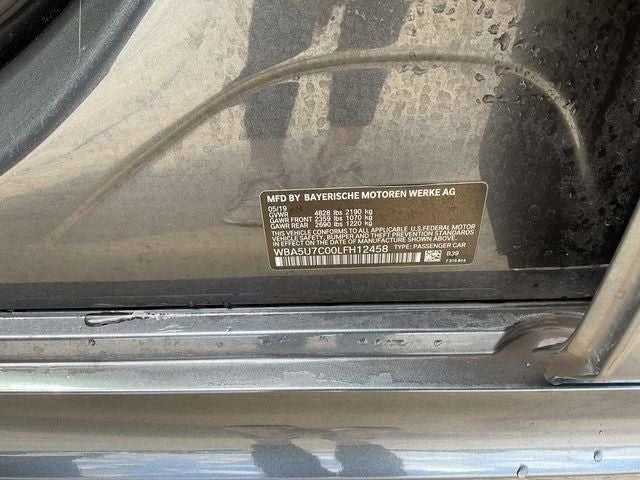 MFD BY BAYERISCHE MOTOREN WERKE AG
05/19
GVWR 4828 lbs 2190 kg
GAWR FRONT 2359 lbs 1070 kg
GAWR REAR 2690 lbs 1220 kg
THIS VEHICLE CONFORMS TO ALL APPLICABLE U.S.FEDERAL MOTOR
VEHICLE SAFETY, BUMPER, AND THEFT PREVENTION STANDARDS
IN EFFECT ON THE DATE OF MANUFACTURE SHOWN ABOVE.
WBA5U7C00LFH12458 TYPE: PASSENGER CAR
B39